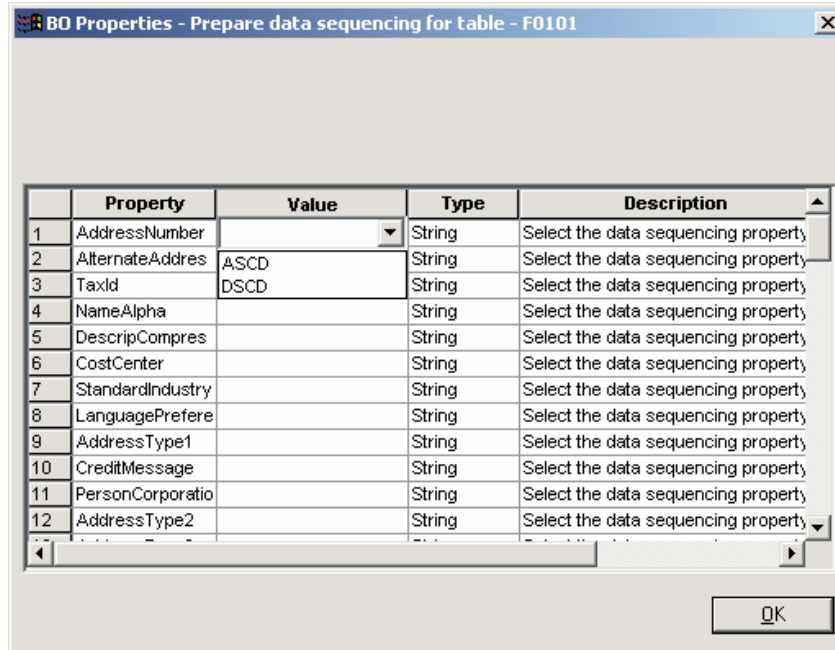 BO Properties - Prepare data sequencing for table - F0101
Property Value Type Description
1 AddressNumber String Select the data sequencing property
2 AlternateAddres ASCD String Select the data sequencing property
3 TaxId DSCD String Select the data sequencing property
4 NameAlpha String Select the data sequencing property
5 DescripCompres String Select the data sequencing property
6 CostCenter String Select the data sequencing property
7 StandardIndustry String Select the data sequencing property
8 LanguagePrefere String Select the data sequencing property
9 AddressType1 String Select the data sequencing property
10 CreditMessage String Select the data sequencing property
11 PersonCorporatio String Select the data sequencing property
12 AddressType2 String Select the data sequencing property
OK